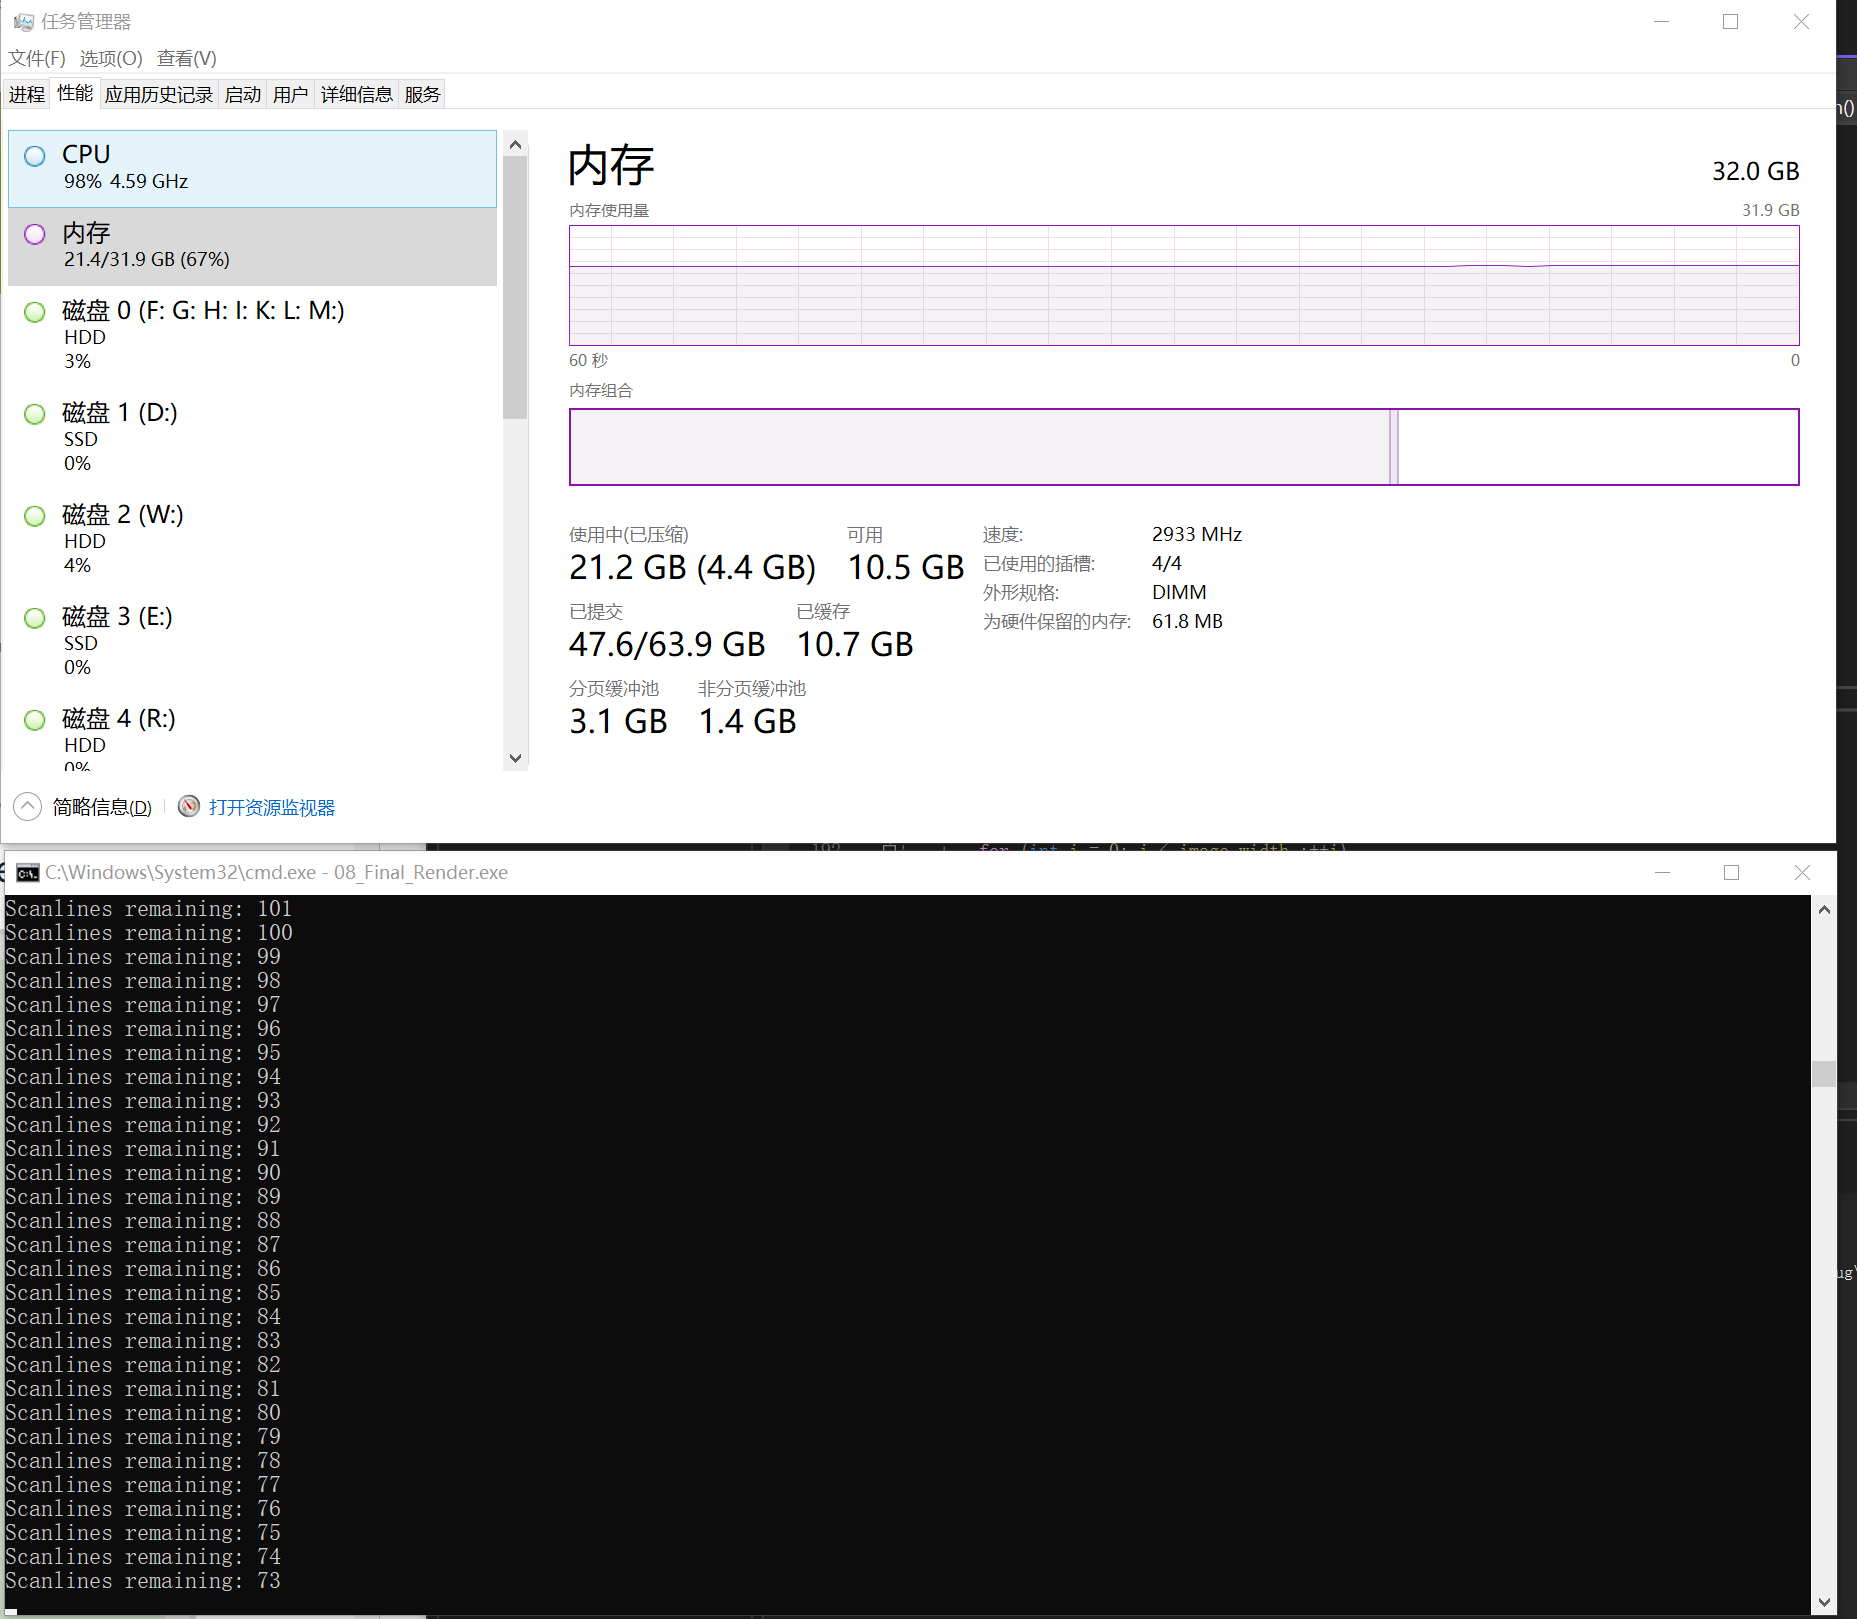 任务管理器
文件(F) 选项(O) 查看(V)
进程 性能 应用历史记录 启动 用户 详细信息 服务
CPU
98% 4.59 GHz
内存
21.4/31.9 GB (67%)
磁盘 0 (F: G: H: I: K: L: M:)
HDD
3%
磁盘 1 (D:)
SSD
0%
磁盘 2 (W:)
HDD
4%
磁盘 3 (E:)
SSD
0%
磁盘 4 (R:)
HDD
0%
内存
32.0 GB
内存使用量
31.9 GB
60 秒
0
内存组合
使用中(已压缩)
21.2 GB (4.4 GB)
可用
10.5 GB
已提交
47.6/63.9 GB
已缓存
10.7 GB
分页缓冲池
3.1 GB
非分页缓冲池
1.4 GB
速度: 2933 MHz
已使用的插槽: 4/4
外形规格: DIMM
为硬件保留的内存: 61.8 MB
简略信息(D)
打开资源监视器
C:\Windows\System32\cmd.exe - 08_Final_Render.exe
Scanlines remaining: 101
Scanlines remaining: 100
Scanlines remaining: 99
Scanlines remaining: 98
Scanlines remaining: 97
Scanlines remaining: 96
Scanlines remaining: 95
Scanlines remaining: 94
Scanlines remaining: 93
Scanlines remaining: 92
Scanlines remaining: 91
Scanlines remaining: 90
Scanlines remaining: 89
Scanlines remaining: 88
Scanlines remaining: 87
Scanlines remaining: 86
Scanlines remaining: 85
Scanlines remaining: 84
Scanlines remaining: 83
Scanlines remaining: 82
Scanlines remaining: 81
Scanlines remaining: 80
Scanlines remaining: 79
Scanlines remaining: 78
Scanlines remaining: 77
Scanlines remaining: 76
Scanlines remaining: 75
Scanlines remaining: 74
Scanlines remaining: 73